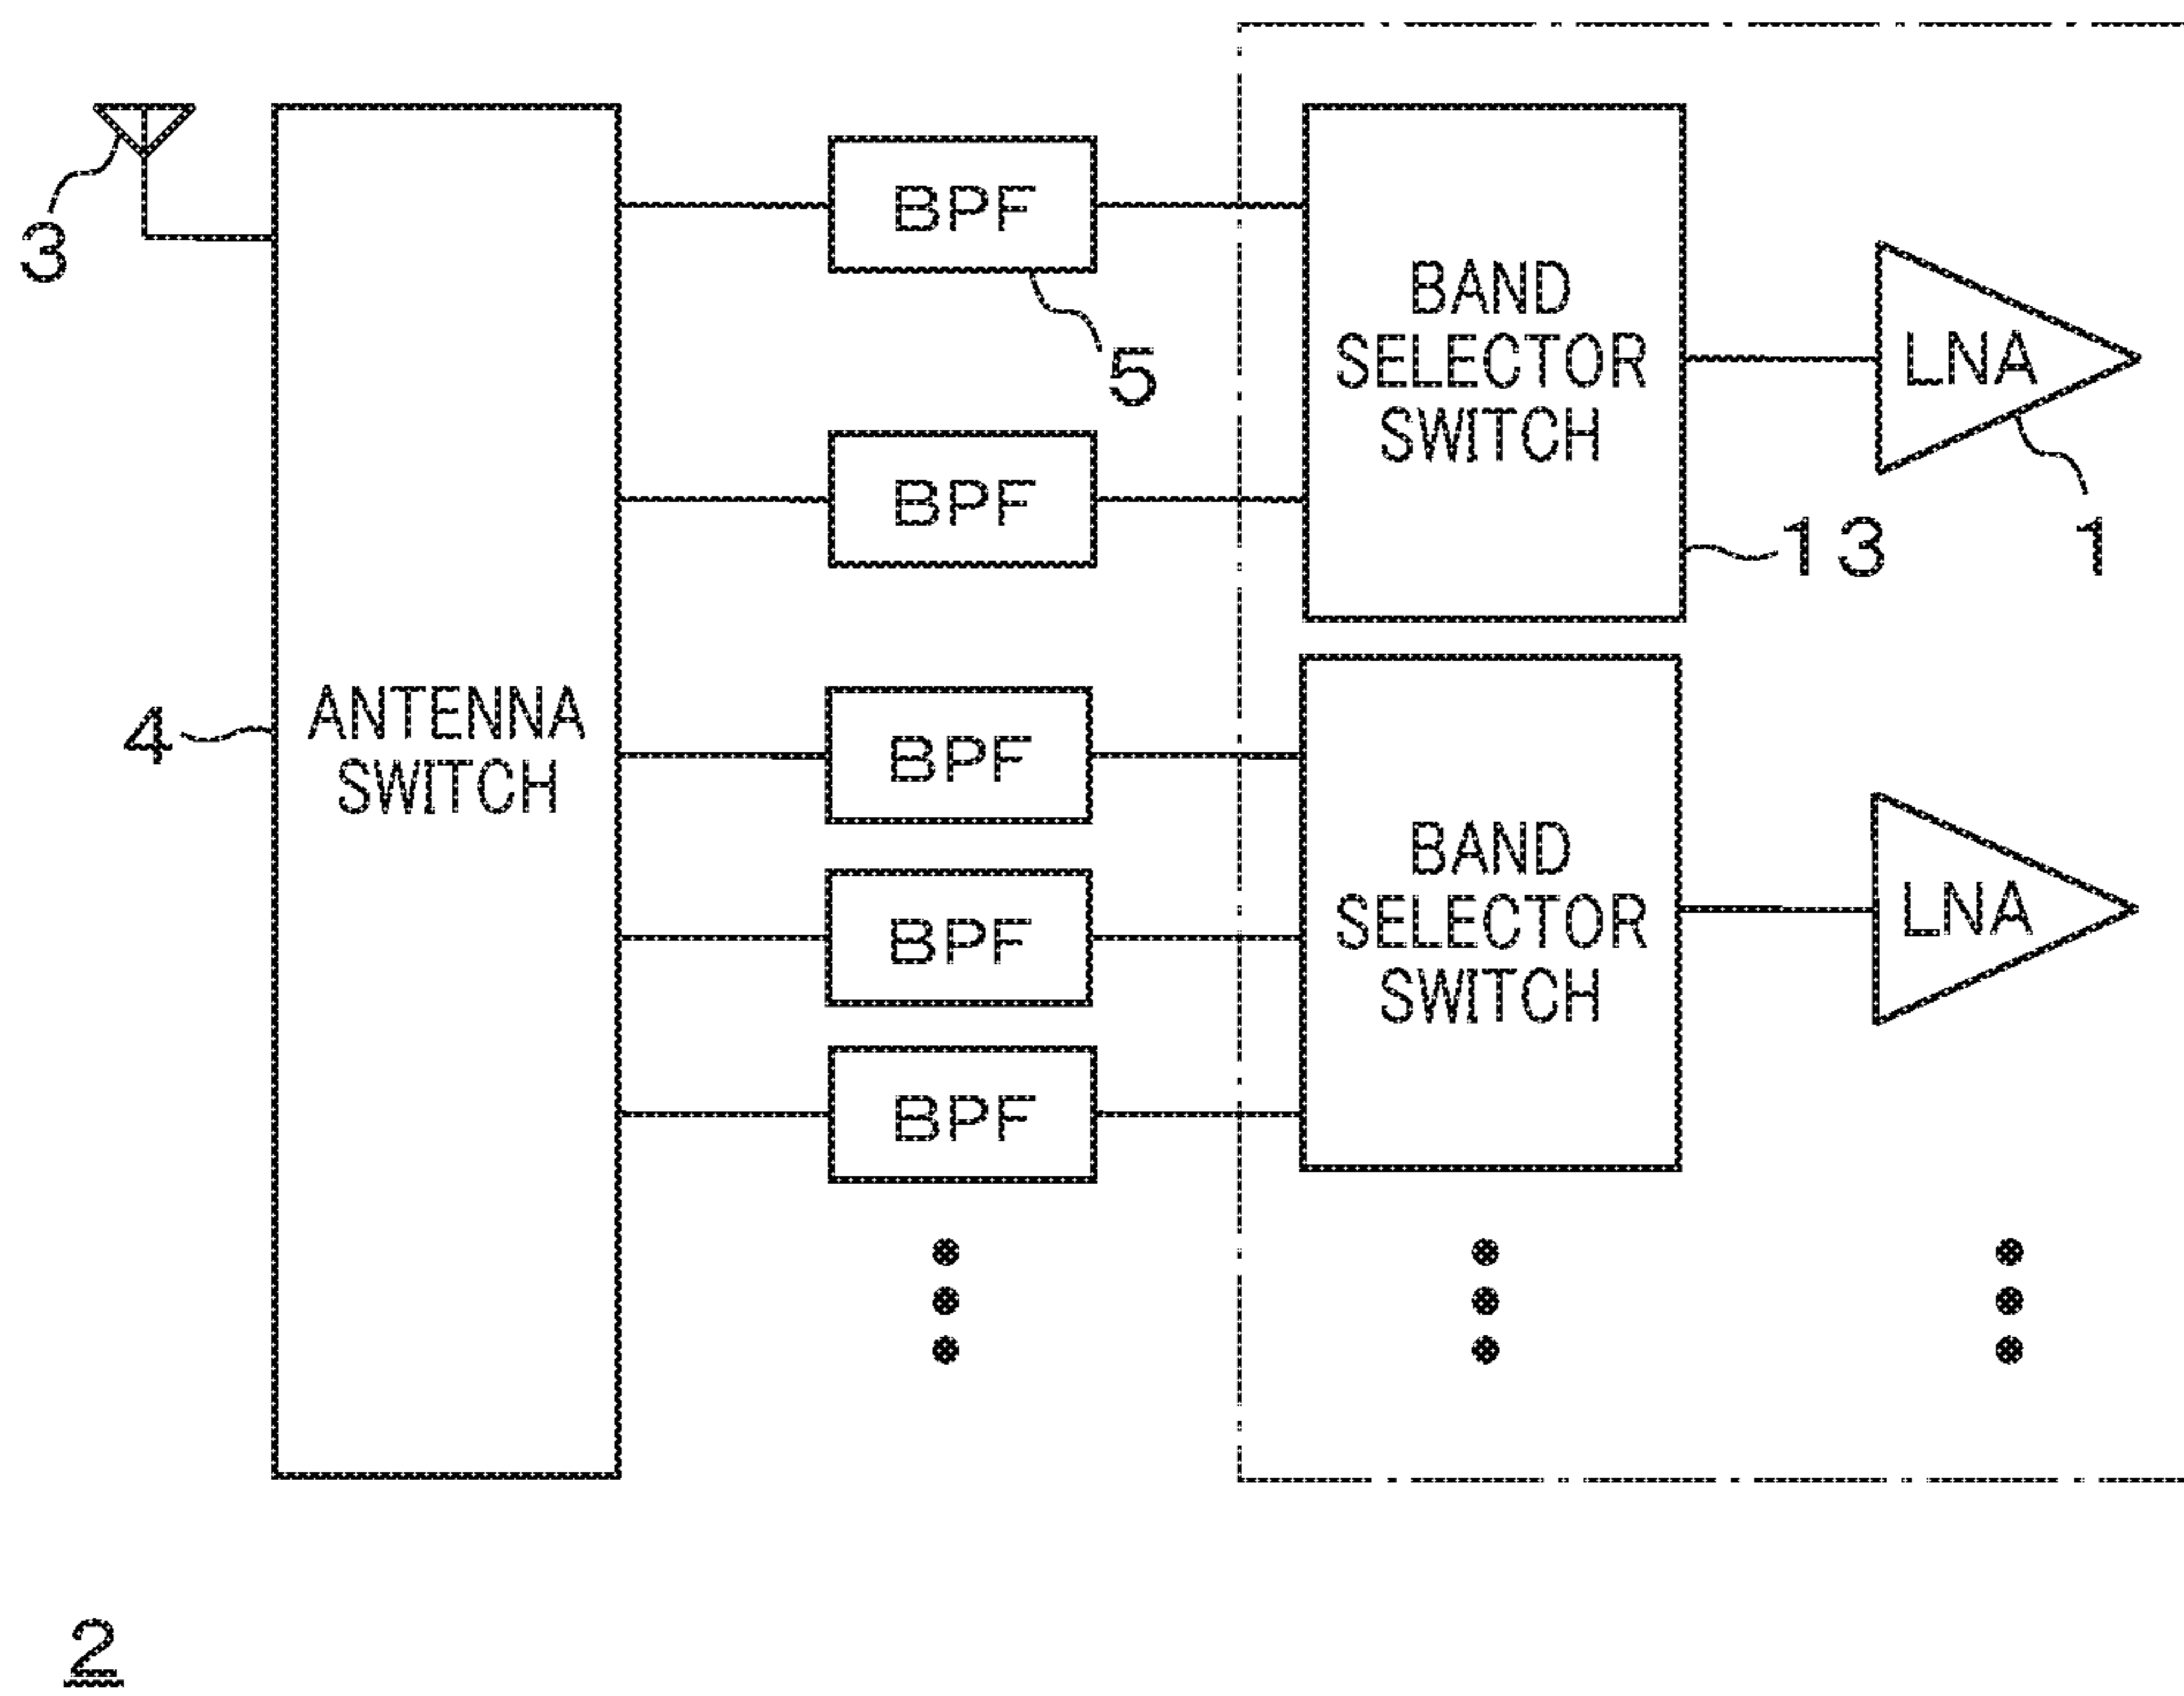 3
BPF
5
BAND
SELECTOR
SWITCH
LNA
1
13
BPF
4
ANTENNA
SWITCH
BPF
BAND
SELECTOR
SWITCH
LNA
BPF
BPF
2